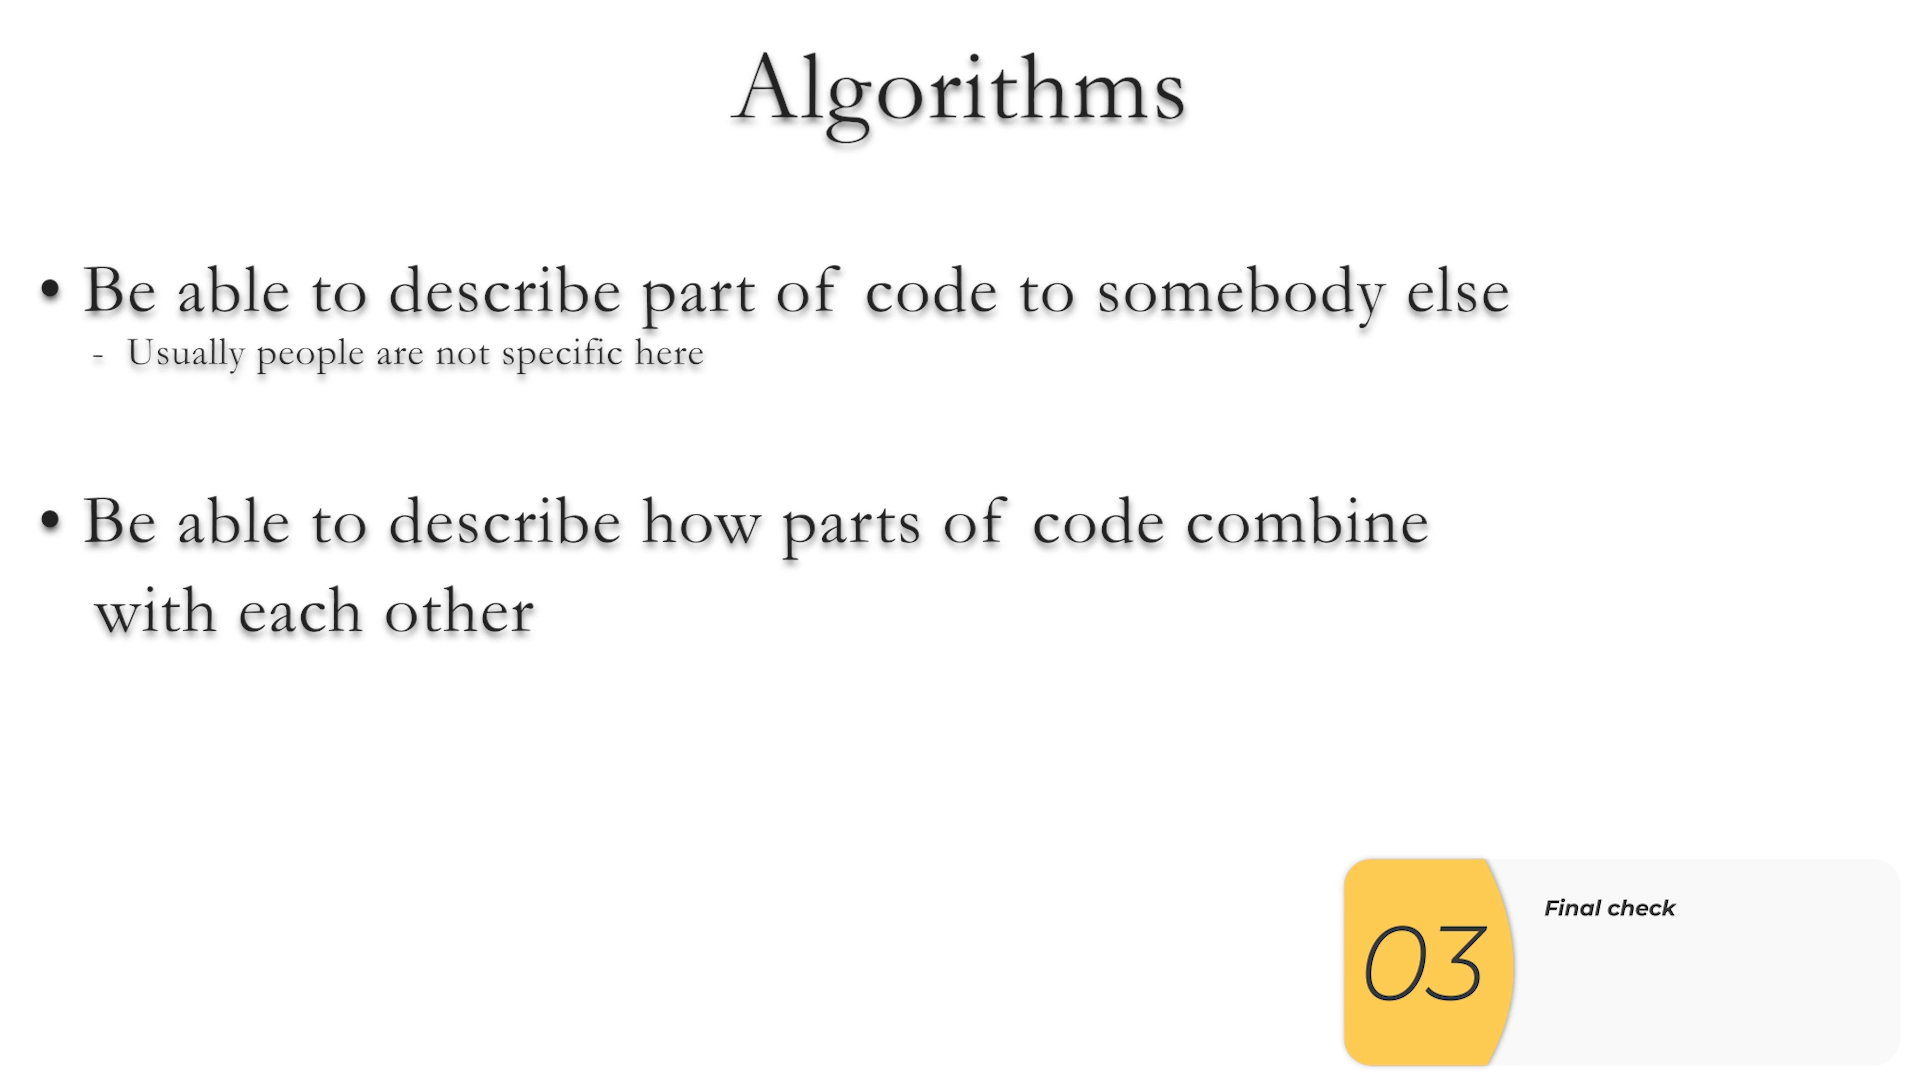 Algorithms
• Be able to describe part of code to somebody else
- Usually people are not specific here
• Be able to describe how parts of code combine
with each other
03
Final check